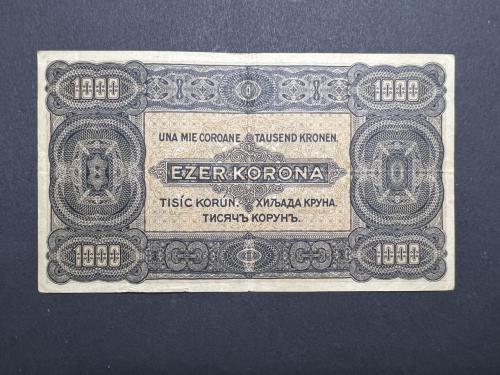 1000 1000
UNA MIE COROANE. TAUSEND KRONEN.
EZER KORONA
TISÍC KORÚN. ХИЉАДА КРУНА.
ТИСЯЧЪ КОРУНЪ.
1000 1000